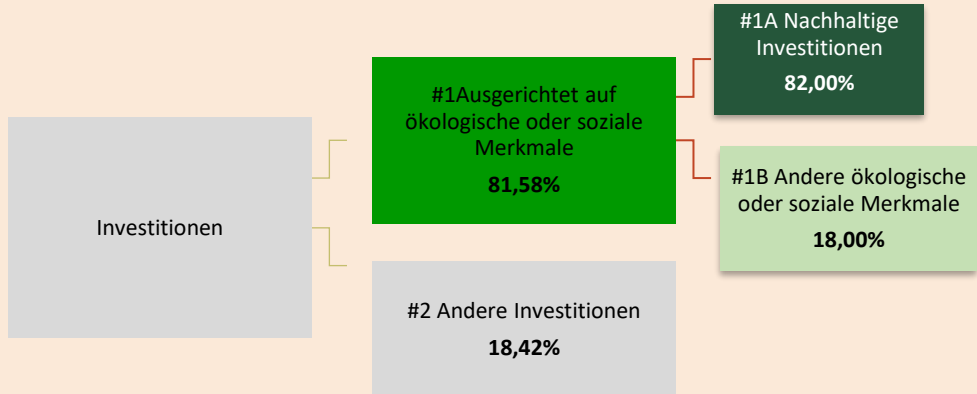 Investitionen
#1Ausgerichtet auf
ökologische oder soziale
Merkmale
81,58%
#2 Andere Investitionen
18,42%
#1A Nachhaltige
Investitionen
82,00%
#1B Andere ökologische
oder soziale Merkmale
18,00%